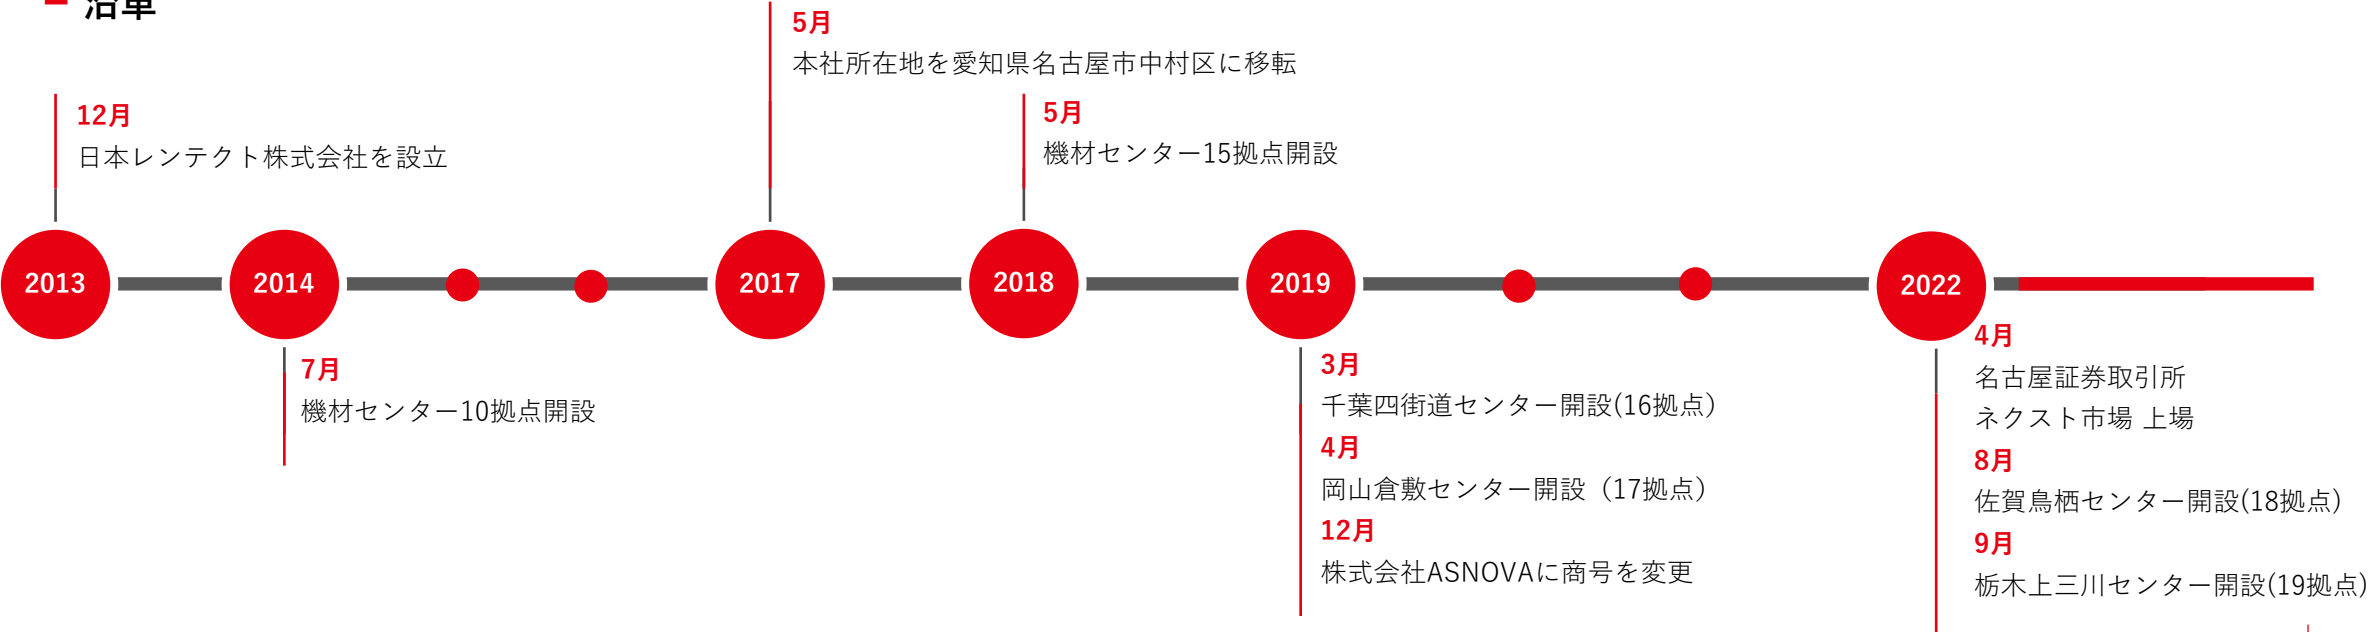 沿革
2013
12月
日本レンテクト株式会社を設立
2014
7月
機材センター10拠点開設
2017
5月
本社所在地を愛知県名古屋市中村区に移転
2018
5月
機材センター15拠点開設
2019
3月
千葉四街道センター開設(16拠点)
4月
岡山倉敷センター開設（17拠点）
12月
株式会社ASNOVAに商号を変更
2022
4月
名古屋証券取引所
ネクスト市場 上場
8月
佐賀鳥栖センター開設(18拠点)
9月
栃木上三川センター開設(19拠点)